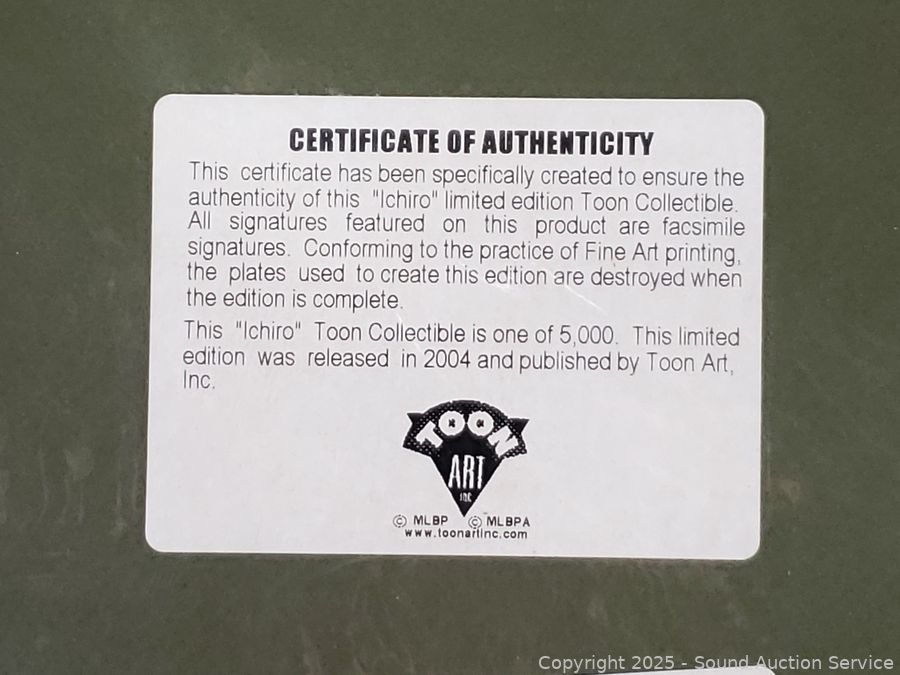 CERTIFICATE OF AUTHENTICITY
This certificate has been specifically created to ensure the
authenticity of this "Ichiro" limited edition Toon Collectible.
All signatures featured on this product are facsimile
signatures. Conforming to the practice of Fine Art printing,
the plates used to create this edition are destroyed when
the edition is complete.
This "Ichiro" Toon Collectible is one of 5,000. This limited
edition was released in 2004 and published by Toon Art,
Inc.
TOON
ART
INC
© MLBP © MLBPA
www.toonartinc.com
Copyright 2025 - Sound Auction Service